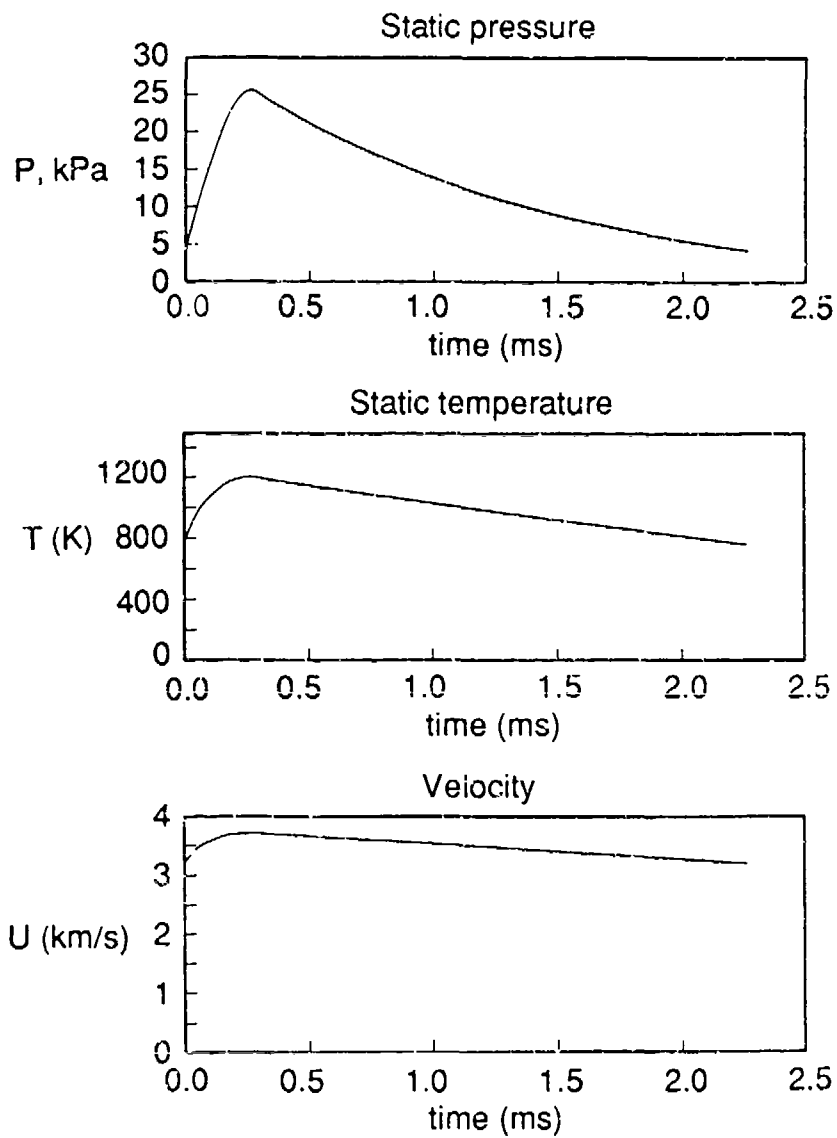 Static pressure
30
25
20
15
10
5
0
P, kPa
0.0 0.5 1.0 1.5 2.0 2.5
time (ms)
Static temperature
1200
800
400
0
T (K)
0.0 0.5 1.0 1.5 2.0 2.5
time (ms)
Velocity
4
3
2
1
0
U (km/s)
0.0 0.5 1.0 1.5 2.0 2.5
time (ms)